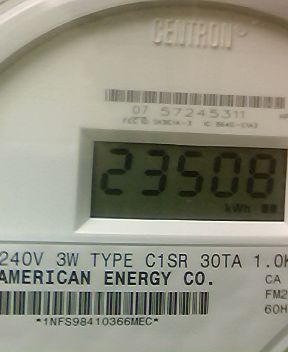 CENTRON®
07 57245311
23508
kWh
240V 3W TYPE C1SR 30TA 1.0K
AMERICAN ENERGY CO.
CA
FM2
60H
*1NFS98410366MEC*